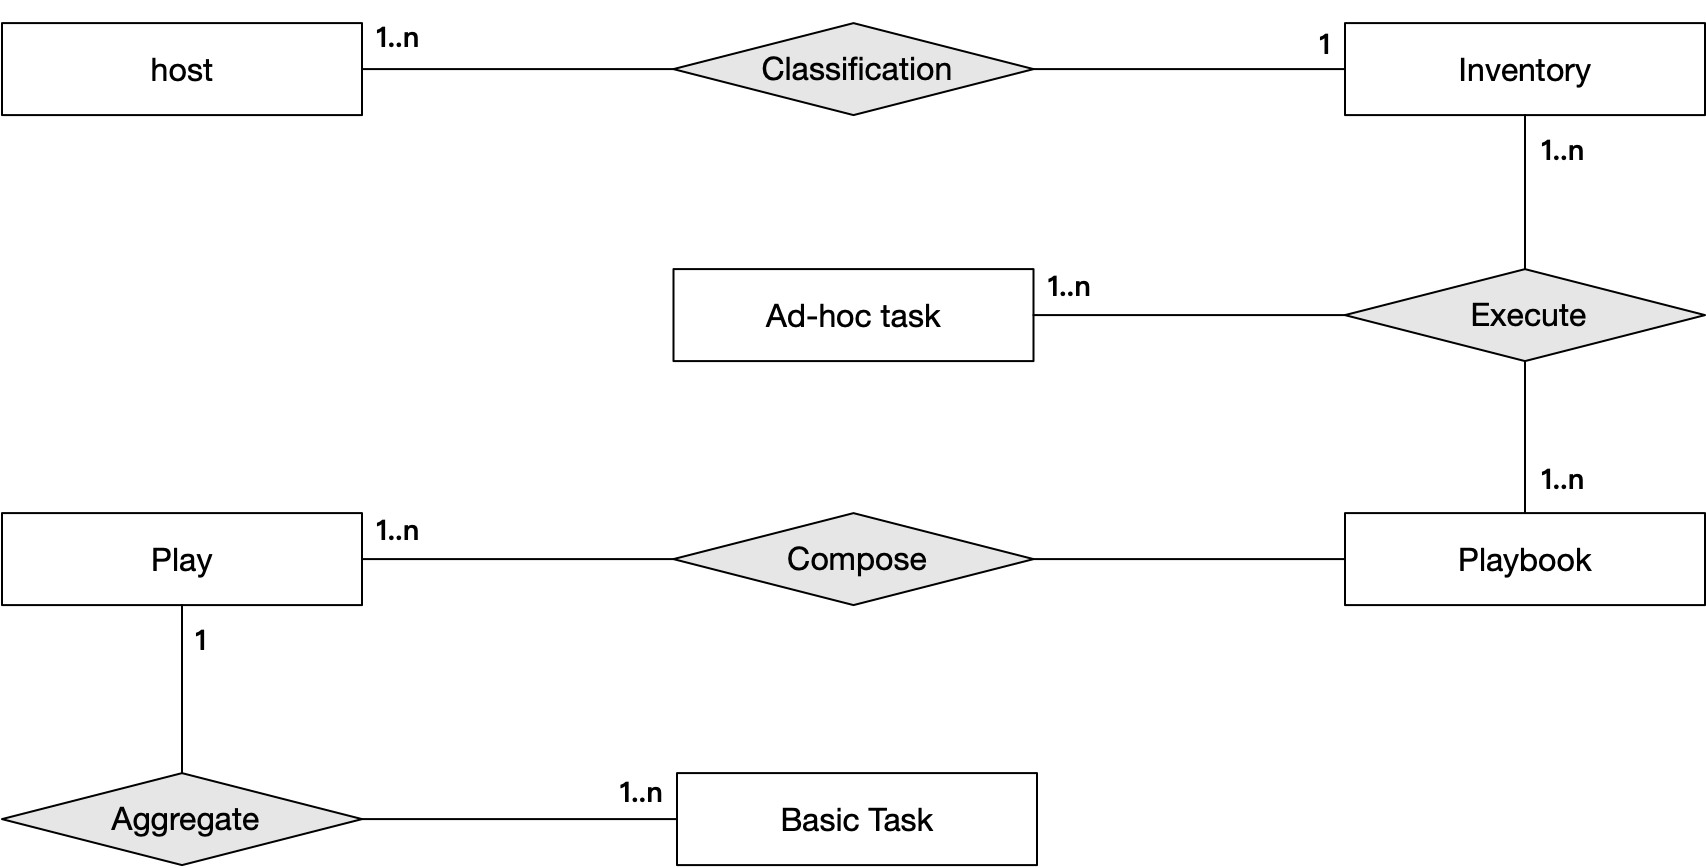 host
1..n
Classification
1
Inventory
1..n
Ad-hoc task
1..n
Execute
1..n
Play
1..n
Compose
Playbook
1
Aggregate
1..n
Basic Task